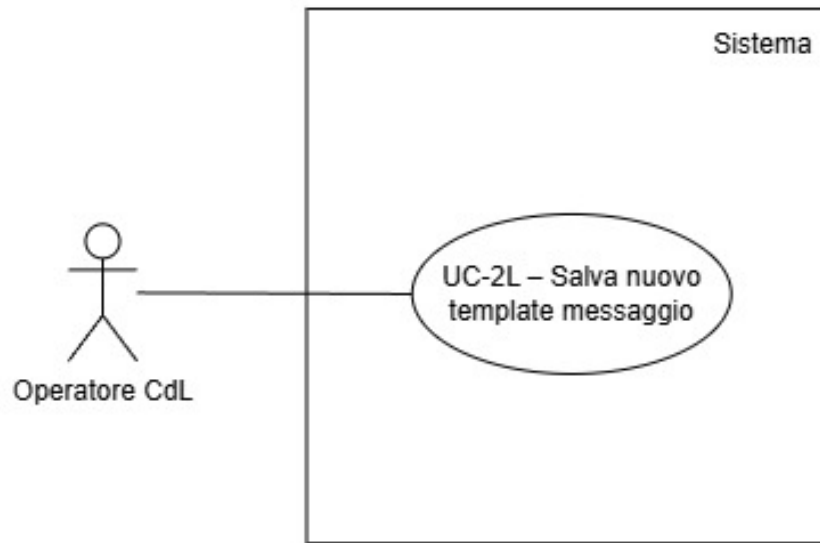 Sistema
UC-2L – Salva nuovo
template messaggio
Operatore CdL